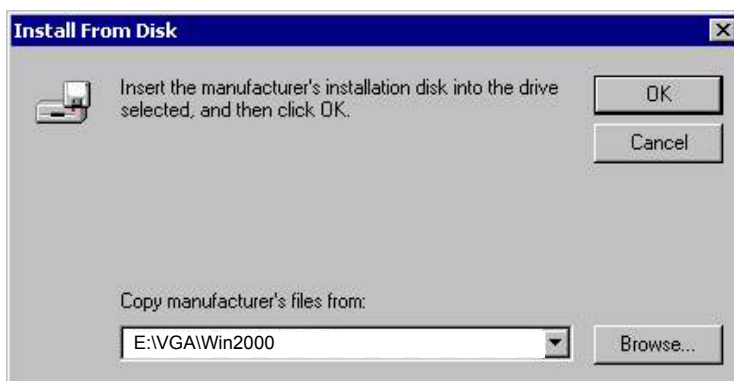 Install From Disk
Insert the manufacturer's installation disk into the drive
selected, and then click OK.
OK
Cancel
Copy manufacturer's files from:
E:\VGA\Win2000
Browse...